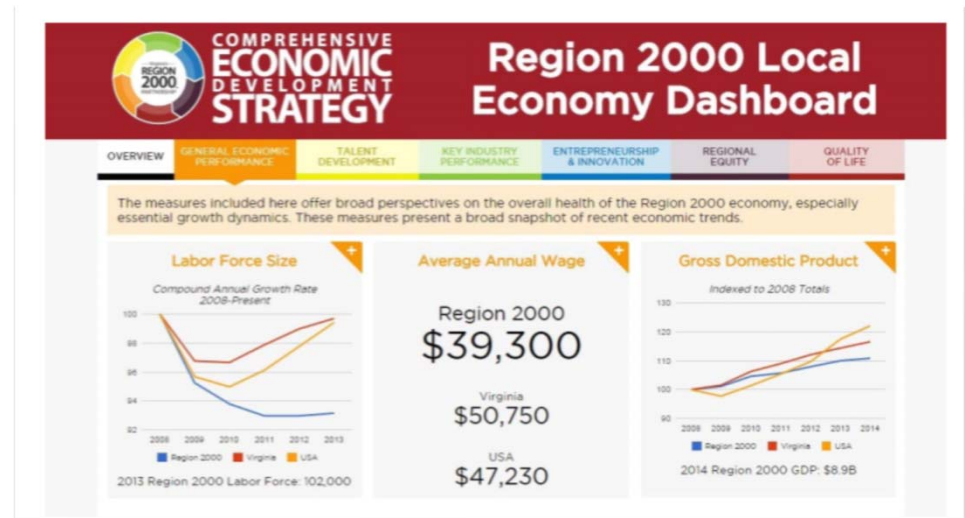 REGION
2000
PARTNERSHIP
COMPREHENSIVE
ECONOMIC
DEVELOPMENT
STRATEGY
Region 2000 Local
Economy Dashboard
OVERVIEW
GENERAL ECONOMIC
PERFORMANCE
TALENT
DEVELOPMENT
KEY INDUSTRY
PERFORMANCE
ENTREPRENEURSHIP
& INNOVATION
REGIONAL
EQUITY
QUALITY
OF LIFE
The measures included here offer broad perspectives on the overall health of the Region 2000 economy, especially
essential growth dynamics. These measures present a broad snapshot of recent economic trends.
Labor Force Size
+
Compound Annual Growth Rate
2008-Present
100
98
96
94
92
2008 2009 2010 2011 2012 2013
Region 2000 Virginia USA
2013 Region 2000 Labor Force: 102,000
Average Annual Wage
+
Region 2000
$39,300
Virginia
$50,750
USA
$47,230
Gross Domestic Product
+
Indexed to 2008 Totals
130
120
110
100
90
2008 2009 2010 2011 2012 2013 2014
Region 2000 Virginia USA
2014 Region 2000 GDP: $8.9B